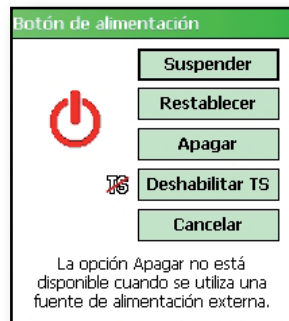 Botón de alimentación
Suspender
Restablecer
Apagar
TS
Deshabilitar TS
Cancelar
La opción Apagar no está
disponible cuando se utiliza una
fuente de alimentación externa.